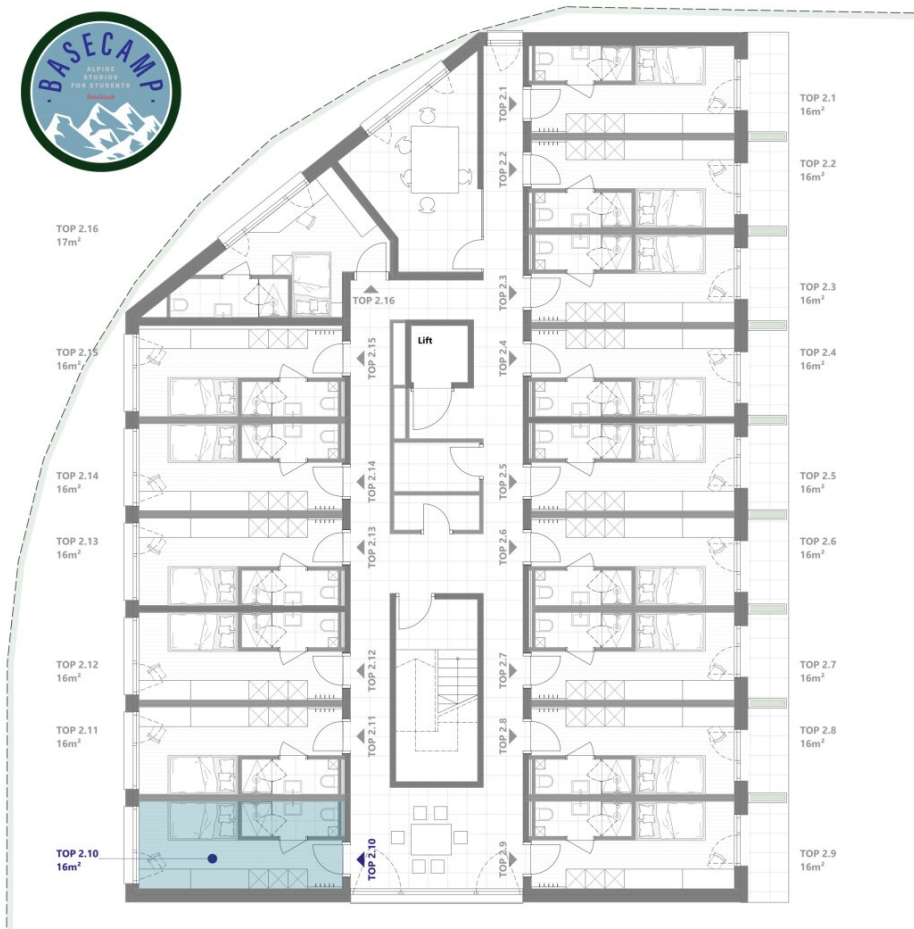 BASECAMP
ALPINE
STUDIOS
FOR STUDENTS
Innsbruck
TOP 2.16
17m²
TOP 2.15
16m²
TOP 2.14
16m²
TOP 2.13
16m²
TOP 2.12
16m²
TOP 2.11
16m²
TOP 2.10
16m²
TOP 2.16
TOP 2.15
TOP 2.14
TOP 2.13
TOP 2.12
TOP 2.11
TOP 2.10
Lift
TOP 2.1
TOP 2.2
TOP 2.3
TOP 2.4
TOP 2.5
TOP 2.6
TOP 2.7
TOP 2.8
TOP 2.9
TOP 2.1
16m²
TOP 2.2
16m²
TOP 2.3
16m²
TOP 2.4
16m²
TOP 2.5
16m²
TOP 2.6
16m²
TOP 2.7
16m²
TOP 2.8
16m²
TOP 2.9
16m²